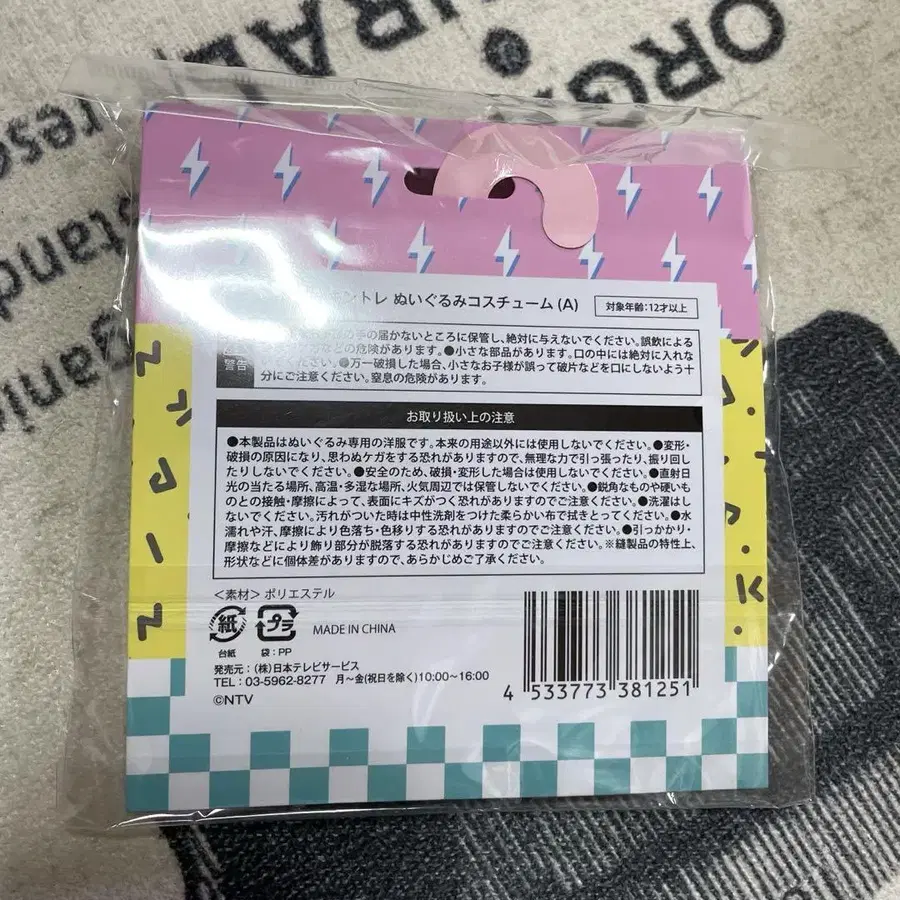 ORGA
URAL
rese
standa
rganic
ントレ ぬいぐるみコスチューム (A)
対象年齢:12才以上
警告
の手の届かないところに保管し、絶対に与えないでください。誤飲による
などの危険があります。●小さな部品があります。口の中には絶対に入れな
ださい。●万一破損した場合、小さなお子様が誤って破片などを口にしないよう十
分にご注意ください。窒息の危険があります。
お取り扱い上の注意
●本製品はぬいぐるみ専用の洋服です。本来の用途以外には使用しないでください。●変形・
破損の原因になり、思わぬケガをする恐れがありますので、無理な力で引っ張ったり、振り回し
たりしないでください。●安全のため、破損・変形した場合は使用しないでください。●直射日
光の当たる場所、高温・多湿な場所、火気周辺では保管しないでください。●鋭角なものや硬いも
のとの接触・摩擦によって、表面にキズがつく恐れがありますのでご注意ください。●洗濯はし
ないでください。汚れがついた時は中性洗剤をつけた柔らかい布で拭きとってください。●水
濡れや汗、摩擦により色落ち・色移りする恐れがありますのでご注意ください。●引っかかり・
摩擦などにより飾り部分が脱落する恐れがありますのでご注意ください。※縫製品の特性上、
形状などに個体差がありますので、あらかじめご了承ください。
<素材> ポリエステル
紙 プラ MADE IN CHINA
台紙 袋:PP
発売元:(株)日本テレビサービス
TEL: 03-5962-8277 月〜金(祝日を除く)10:00〜16:00
©NTV
4 533773 381251